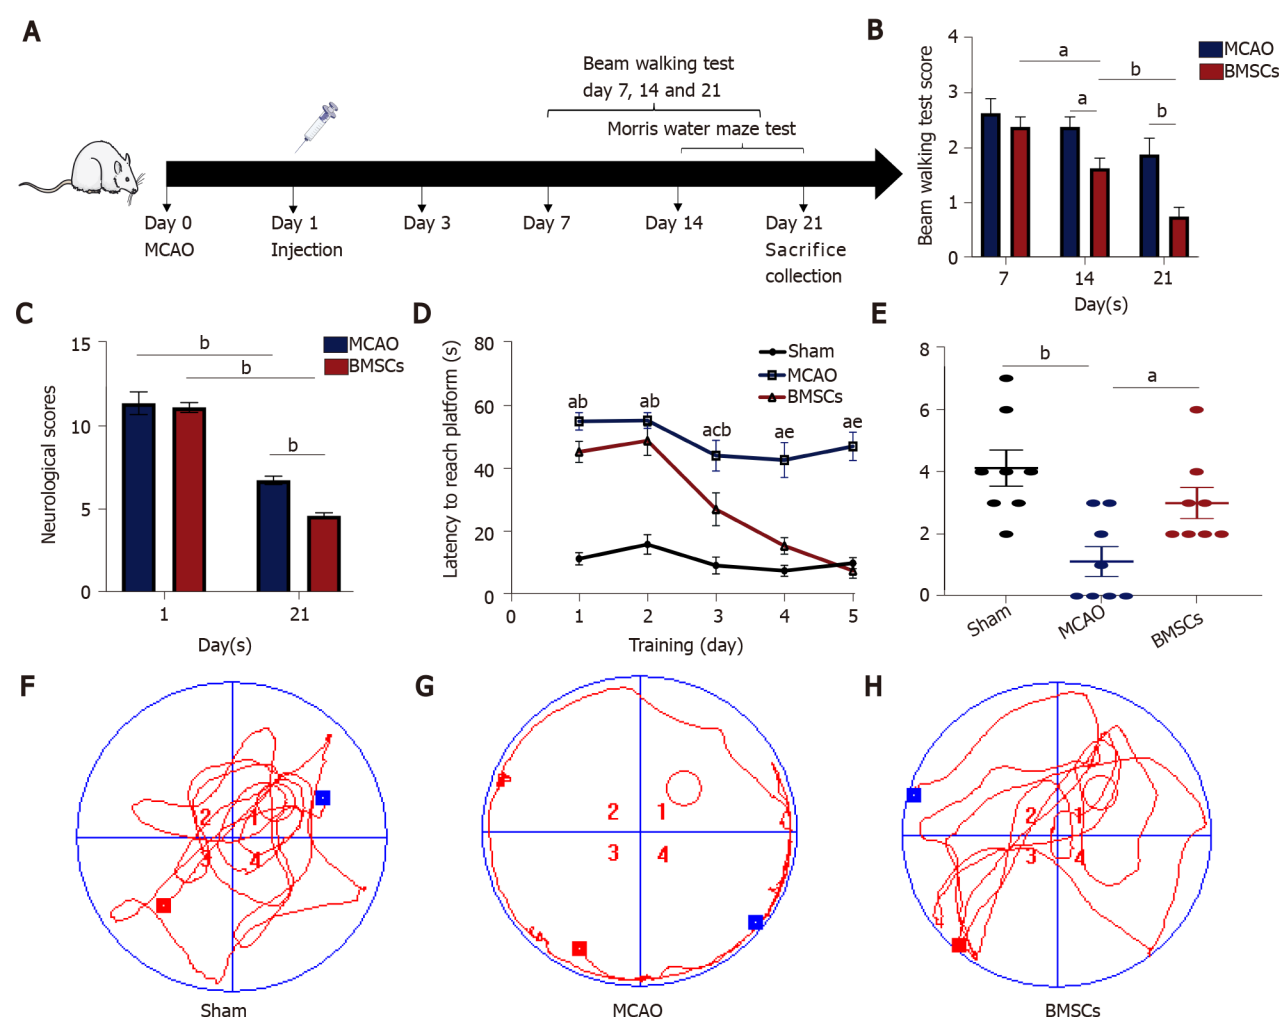 A
Beam walking test
day 7, 14 and 21
Morris water maze test
Day 0
MCAO
Day 1
Injection
Day 3
Day 7
Day 14
Day 21
Sacrifice
collection
B
Beam walking test score
4
3
2
1
0
a
b
a
b
MCAO
BMSCs
7
14
21
Day(s)
C
Neurological scores
15
10
5
0
b
b
b
MCAO
BMSCs
1
21
Day(s)
D
Latency to reach platform (s)
80
60
40
20
0
ab
ab
acb
ae
ae
Sham
MCAO
BMSCs
0
1
2
3
4
5
Training (day)
E
8
6
4
2
0
b
a
Sham
MCAO
BMSCs
F
2
1
3
4
Sham
G
2
1
3
4
MCAO
H
2
1
3
4
BMSCs